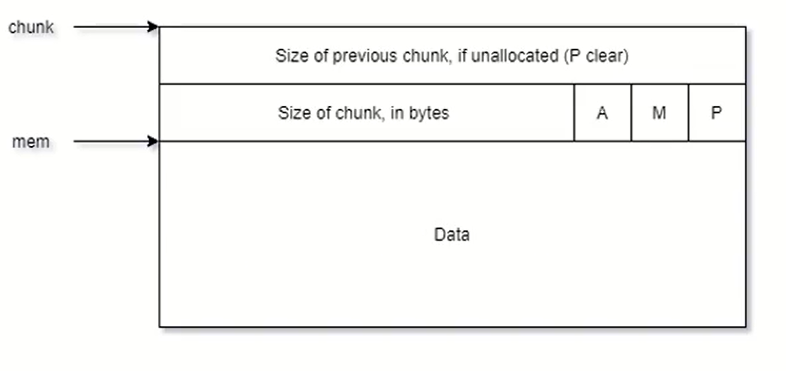 chunk
Size of previous chunk, if unallocated (P clear)
Size of chunk, in bytes
A
M
P
mem
Data